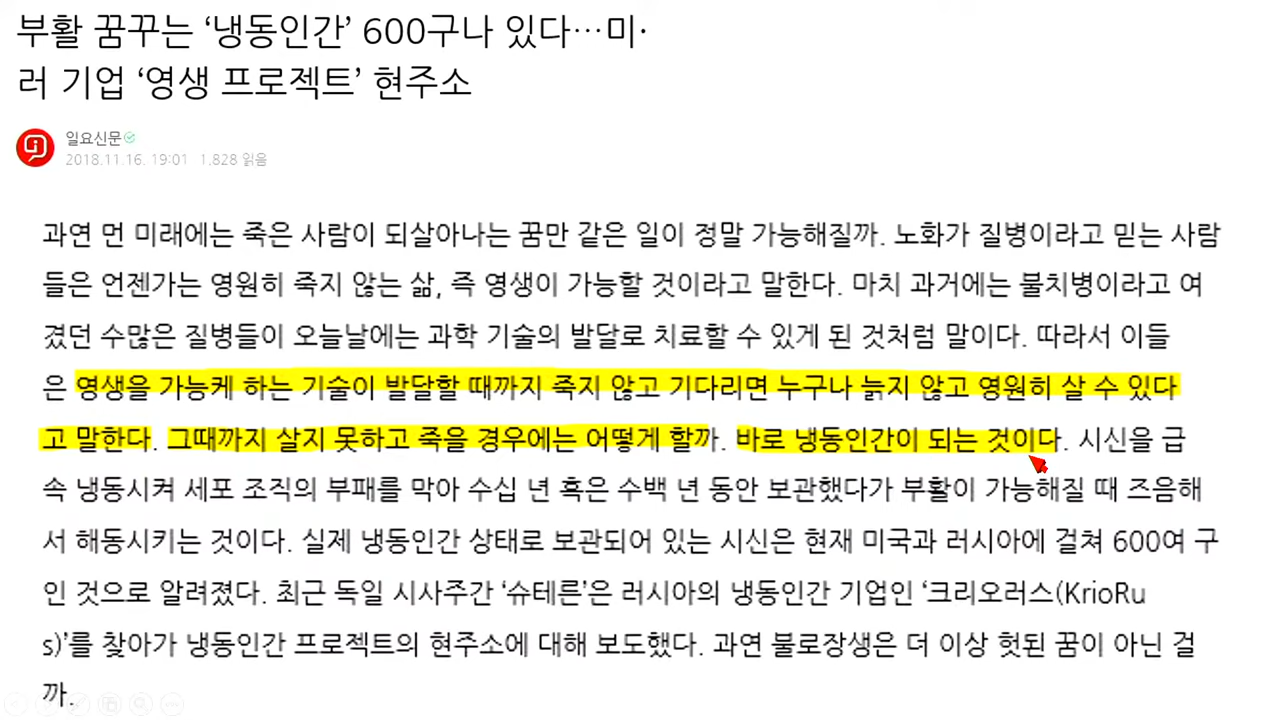 부활 꿈꾸는 ‘냉동인간’ 600구나 있다…미·
러 기업 ‘영생 프로젝트’ 현주소
일요신문
2018.11.16. 19:01 1,828 읽음
과연 먼 미래에는 죽은 사람이 되살아나는 꿈만 같은 일이 정말 가능해질까. 노화가 질병이라고 믿는 사람
들은 언젠가는 영원히 죽지 않는 삶, 즉 영생이 가능할 것이라고 말한다. 마치 과거에는 불치병이라고 여
겼던 수많은 질병들이 오늘날에는 과학 기술의 발달로 치료할 수 있게 된 것처럼 말이다. 따라서 이들
은 영생을 가능케 하는 기술이 발달할 때까지 죽지 않고 기다리면 누구나 늙지 않고 영원히 살 수 있다
고 말한다. 그때까지 살지 못하고 죽을 경우에는 어떻게 할까. 바로 냉동인간이 되는 것이다. 시신을 급
속 냉동시켜 세포 조직의 부패를 막아 수십 년 혹은 수백 년 동안 보관했다가 부활이 가능해질 때 즈음해
서 해동시키는 것이다. 실제 냉동인간 상태로 보관되어 있는 시신은 현재 미국과 러시아에 걸쳐 600여 구
인 것으로 알려졌다. 최근 독일 시사주간 ‘슈테른’은 러시아의 냉동인간 기업인 ‘크리오러스(KrioRu
s)’를 찾아가 냉동인간 프로젝트의 현주소에 대해 보도했다. 과연 불로장생은 더 이상 헛된 꿈이 아닌 걸
까.